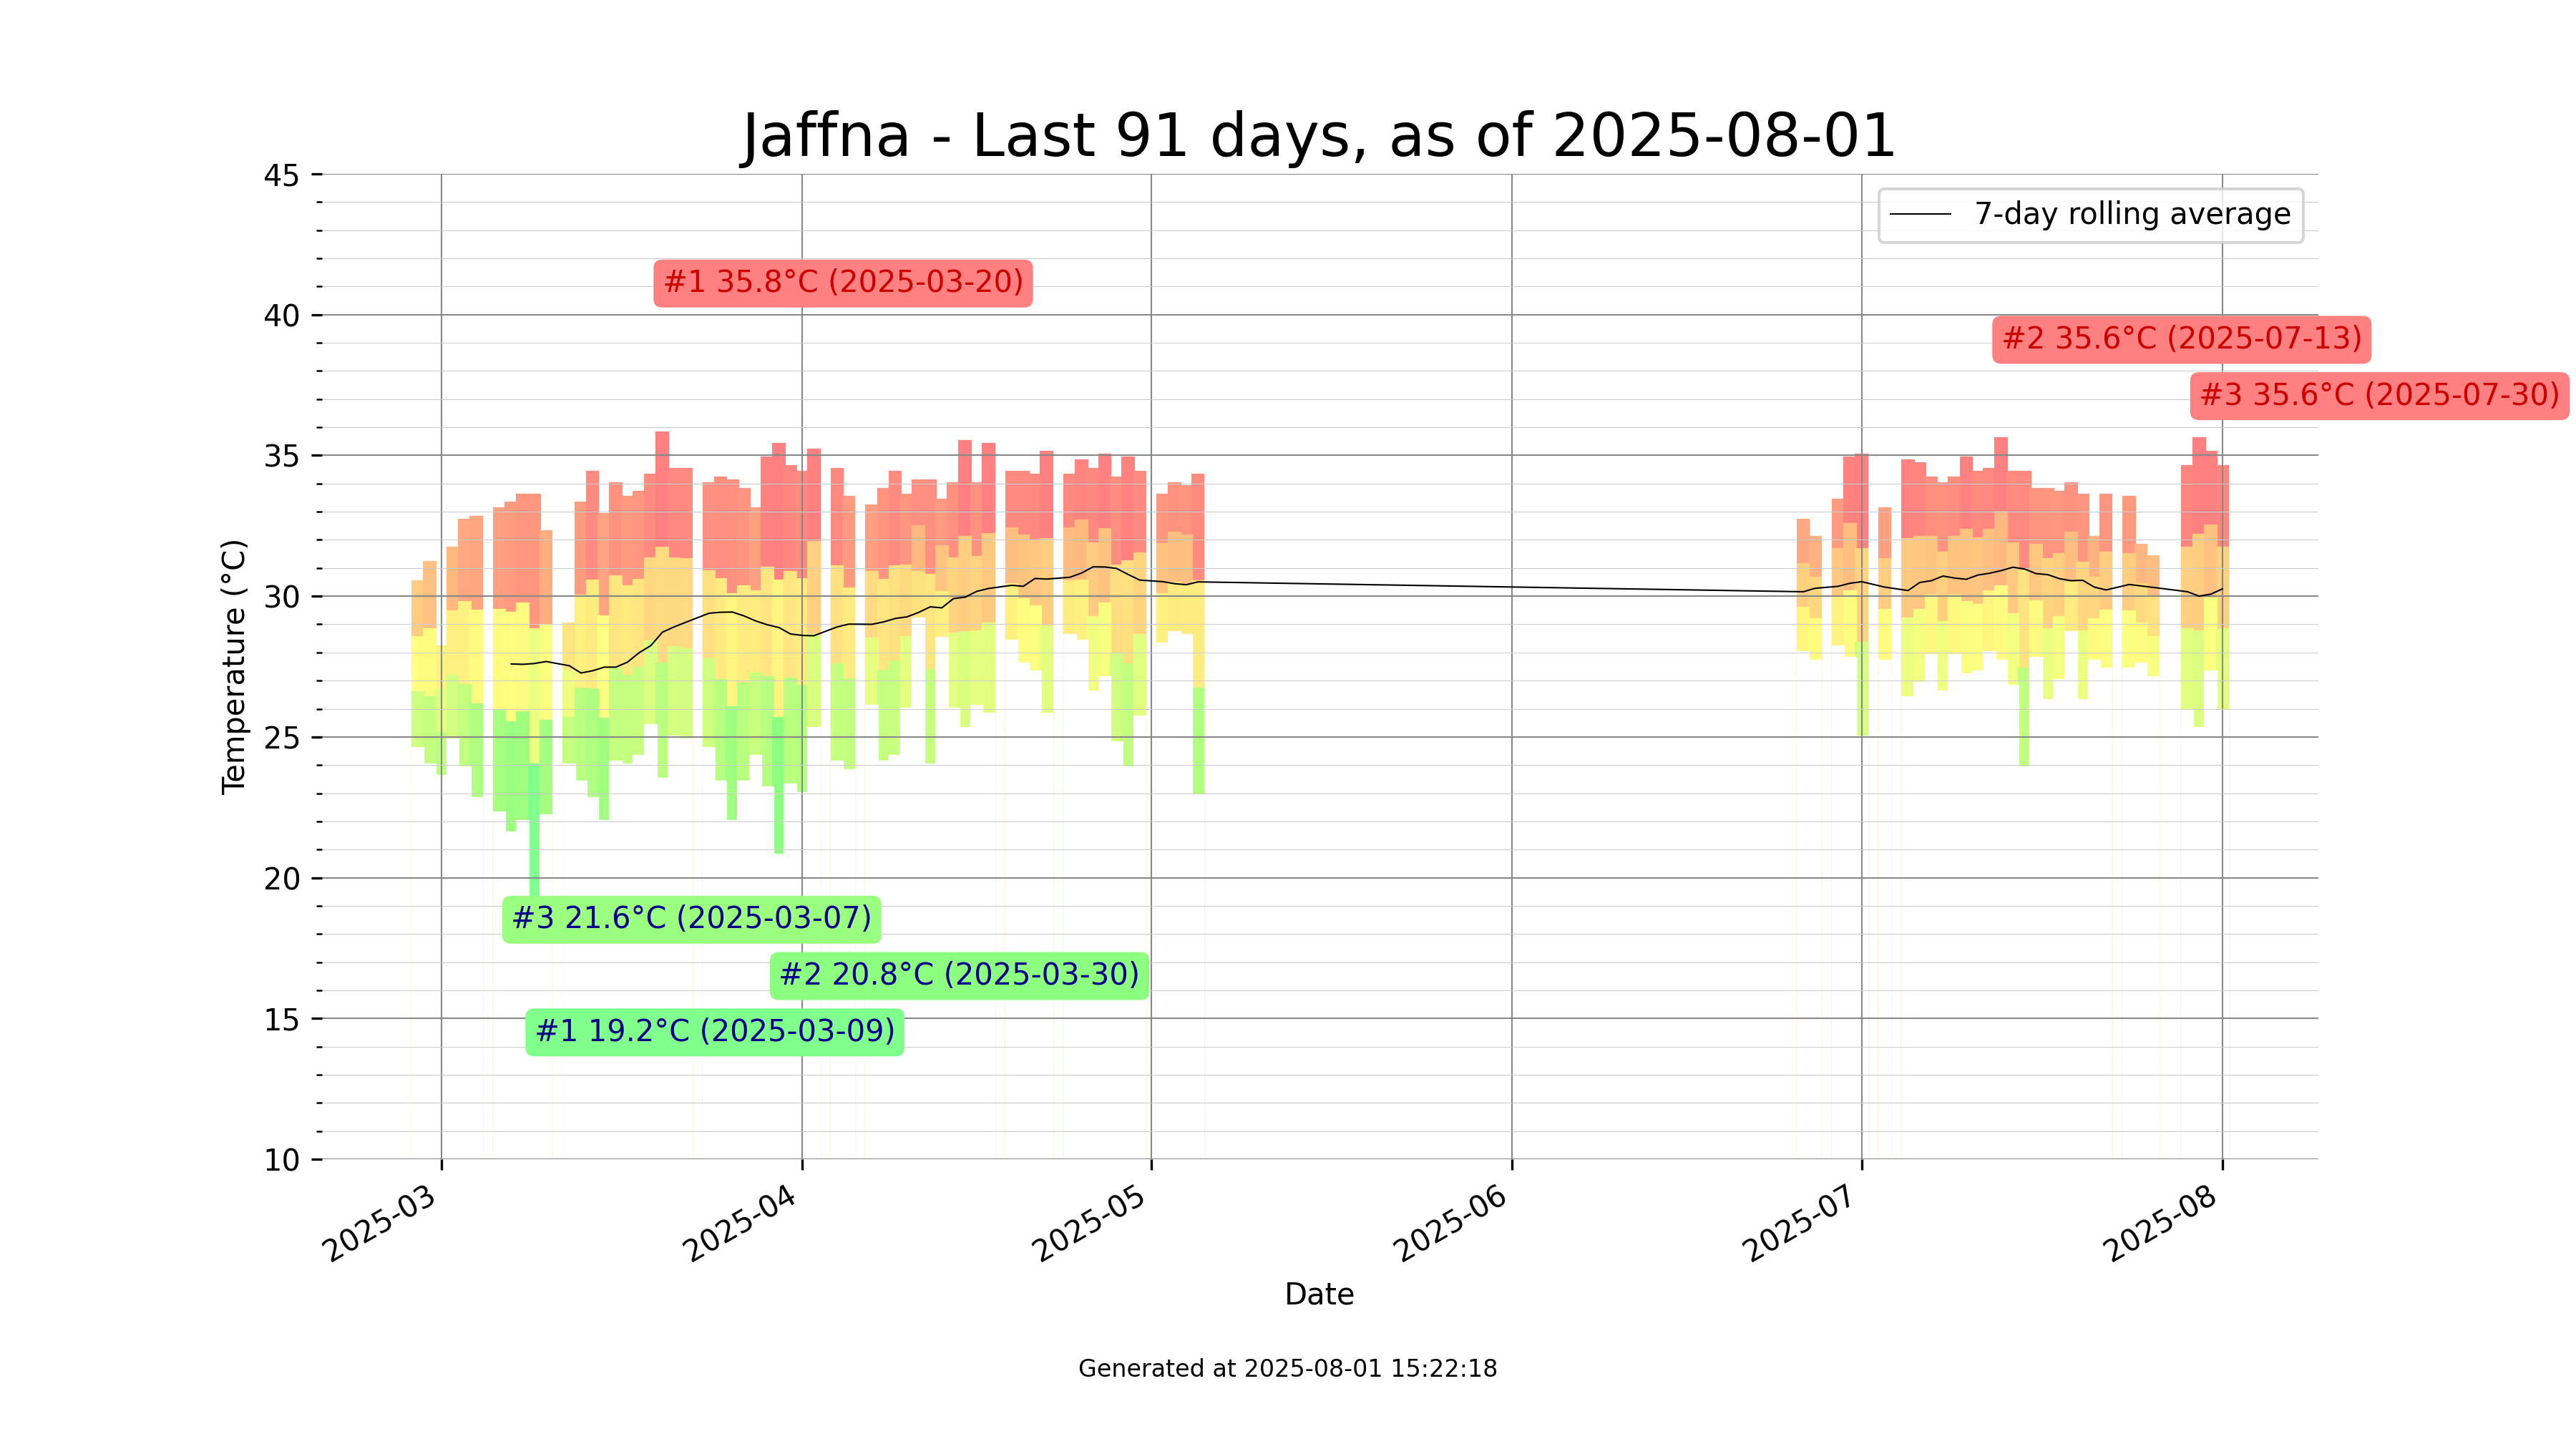 Jaffna - Last 91 days, as of 2025-08-01
45
40
35
30
25
20
15
10
Temperature (°C)
7-day rolling average
#1 35.8°C (2025-03-20)
#2 35.6°C (2025-07-13)
#3 35.6°C (2025-07-30)
#3 21.6°C (2025-03-07)
#2 20.8°C (2025-03-30)
#1 19.2°C (2025-03-09)
2025-03
2025-04
2025-05
2025-06
2025-07
2025-08
Date
Generated at 2025-08-01 15:22:18